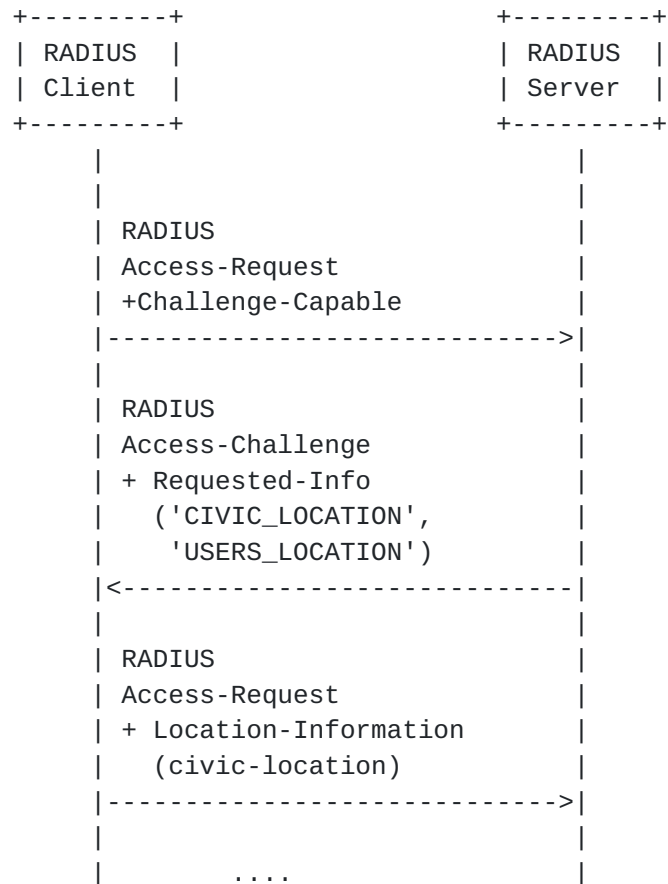 +---------+                    +---------+
| RADIUS  |                    | RADIUS  |
| Client  |                    | Server  |
+---------+                    +---------+
     |                              |
     |                              |
     | RADIUS                       |
     | Access-Request               |
     | +Challenge-Capable           |
     |----------------------------->|
     |                              |
     | RADIUS                       |
     | Access-Challenge             |
     | + Requested-Info             |
     |   ('CIVIC_LOCATION',         |
     |    'USERS_LOCATION')         |
     |<-----------------------------|
     |                              |
     | RADIUS                       |
     | Access-Request               |
     | + Location-Information       |
     |   (civic-location)           |
     |----------------------------->|
     |                              |
     |        ....                  |